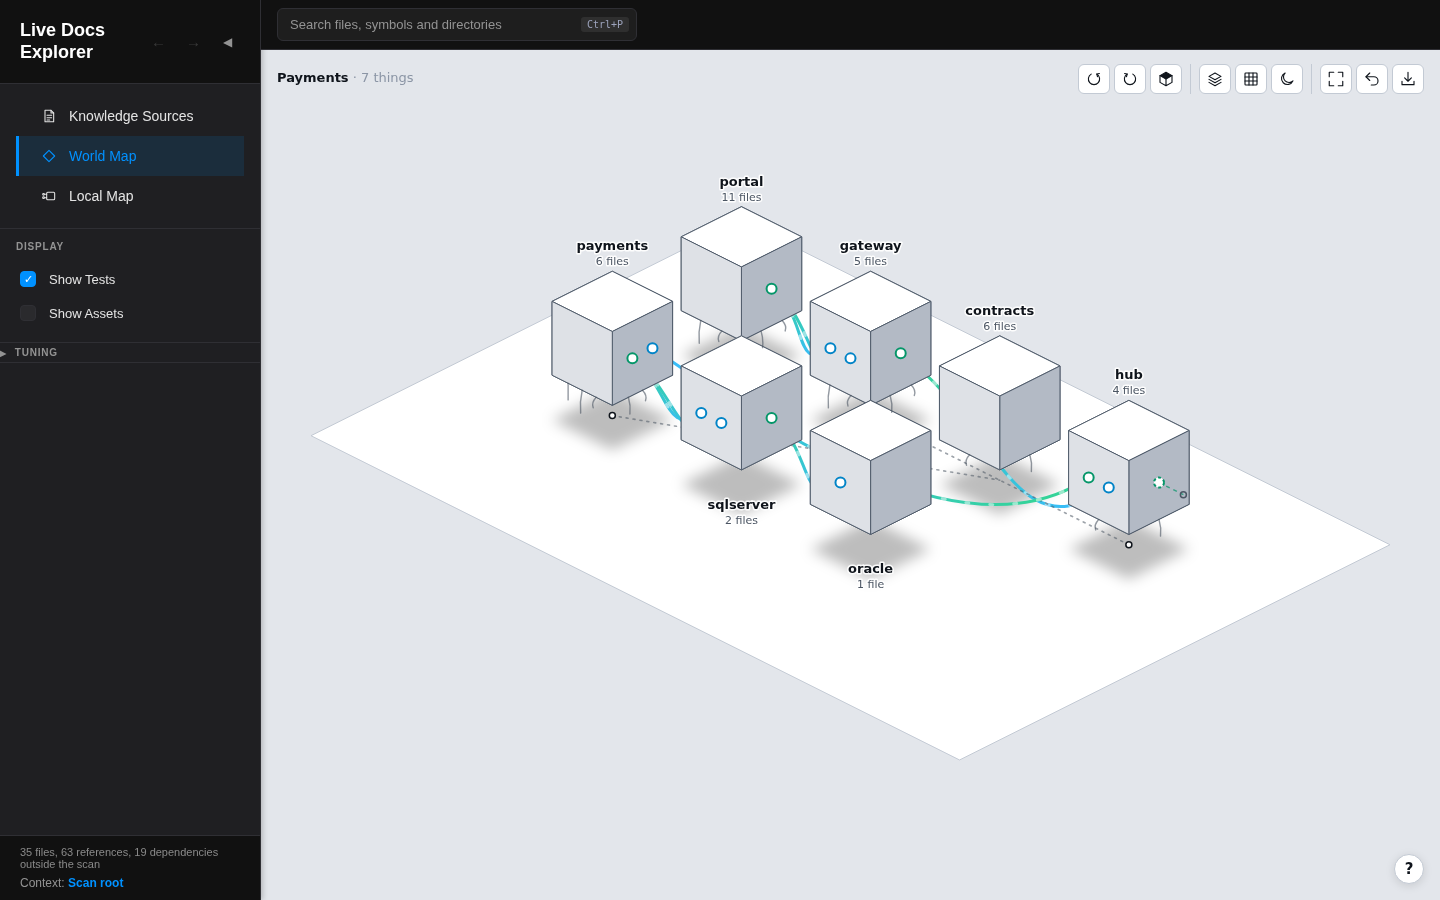 Live Docs
Explorer
Search files, symbols and directories
Ctrl+P
Knowledge Sources
World Map
Local Map
DISPLAY
Show Tests
Show Assets
TUNING
35 files, 63 references, 19 dependencies
outside the scan
Context: Scan root
Payments · 7 things
portal
11 files
payments
6 files
gateway
5 files
contracts
6 files
hub
4 files
sqlserver
2 files
oracle
1 file
?